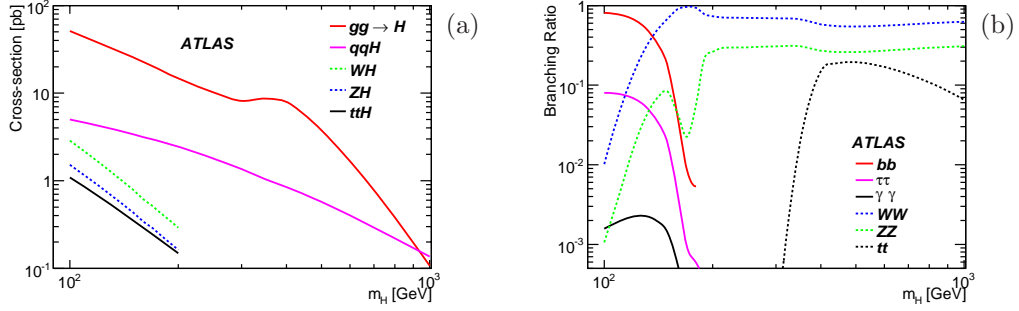 Cross-section [pb]
10²
10
1
10⁻¹
10²
10³
m_H [GeV]
ATLAS
gg → H
qqH
WH
ZH
ttH
(a)
Branching Ratio
1
10⁻¹
10⁻²
10⁻³
10²
10³
m_H [GeV]
ATLAS
bb
ττ
γ γ
WW
ZZ
tt
(b)